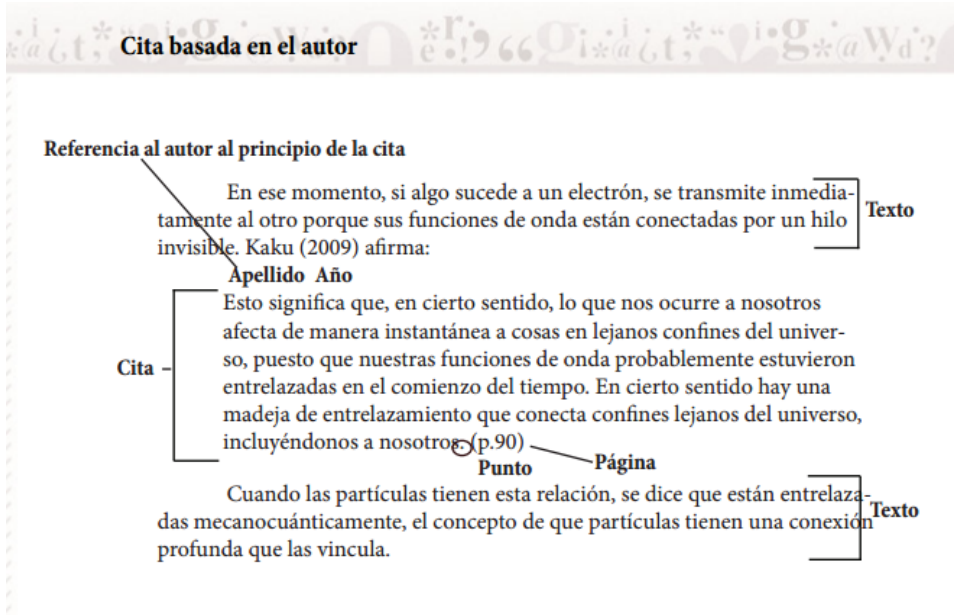 Cita basada en el autor
Referencia al autor al principio de la cita
En ese momento, si algo sucede a un electrón, se transmite inmedia-
tamente al otro porque sus funciones de onda están conectadas por un hilo
invisible. Kaku (2009) afirma:
Texto
Apellido Año
Esto significa que, en cierto sentido, lo que nos ocurre a nosotros
afecta de manera instantánea a cosas en lejanos confines del univer-
so, puesto que nuestras funciones de onda probablemente estuvieron
Cita
entrelazadas en el comienzo del tiempo. En cierto sentido hay una
madeja de entrelazamiento que conecta confines lejanos del universo,
incluyéndonos a nosotros. (p.90)
Punto
Página
Cuando las partículas tienen esta relación, se dice que están entrelaza-
das mecanocuánticamente, el concepto de que partículas tienen una conexión
profunda que las vincula.
Texto